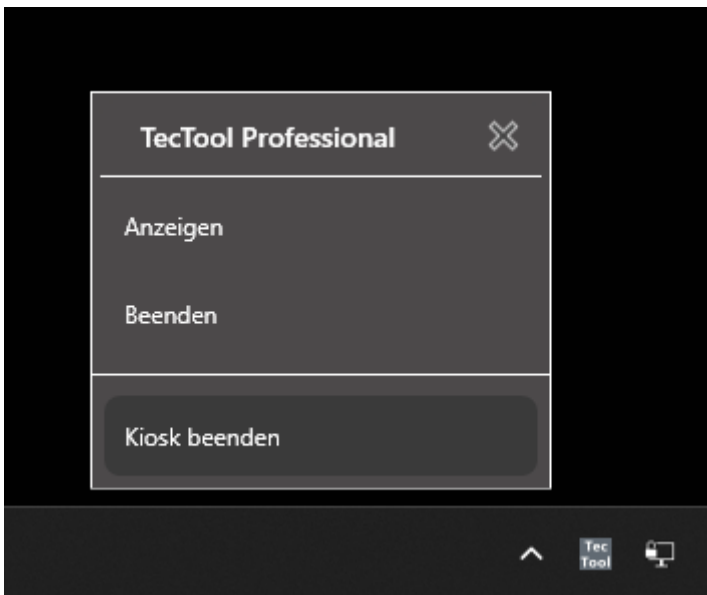 TecTool Professional
Anzeigen
Beenden
Kiosk beenden
Tec
Tool